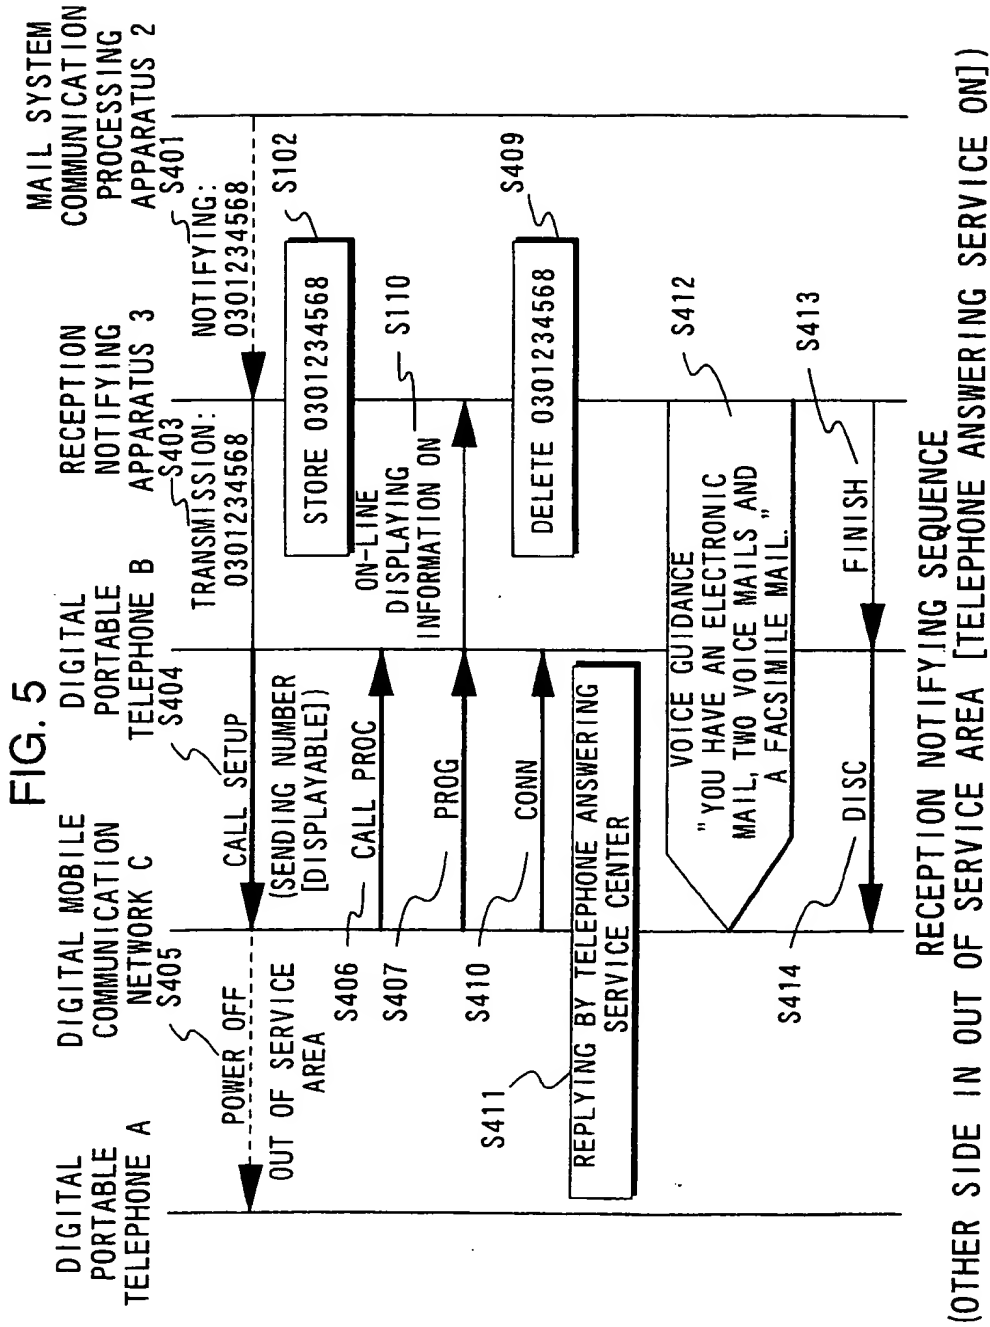 FIG. 5
DIGITAL
PORTABLE
TELEPHONE A
DIGITAL MOBILE
COMMUNICATION
NETWORK C
S405
DIGITAL
PORTABLE
TELEPHONE B
S404
RECEPTION
NOTIFYING
APPARATUS 3
S403
MAIL SYSTEM
COMMUNICATION
PROCESSING
APPARATUS 2
S401
POWER OFF
OUT OF SERVICE
AREA
CALL SETUP
(SENDING NUMBER
[DISPLAYABLE])
TRANSMISSION:
0301234568
NOTIFYING:
0301234568
STORE 0301234568
S102
S406
CALL PROC
ON-LINE
DISPLAYING
INFORMATION ON
S110
S407
PROG
S410
CONN
DELETE 0301234568
S409
S411
REPLYING BY TELEPHONE ANSWERING
SERVICE CENTER
VOICE GUIDANCE
"YOU HAVE AN ELECTRONIC
MAIL, TWO VOICE MAILS AND
A FACSIMILE MAIL."
S412
S414
DISC
FINISH
S413
RECEPTION NOTIFYING SEQUENCE
(OTHER SIDE IN OUT OF SERVICE AREA [TELEPHONE ANSWERING SERVICE ON])